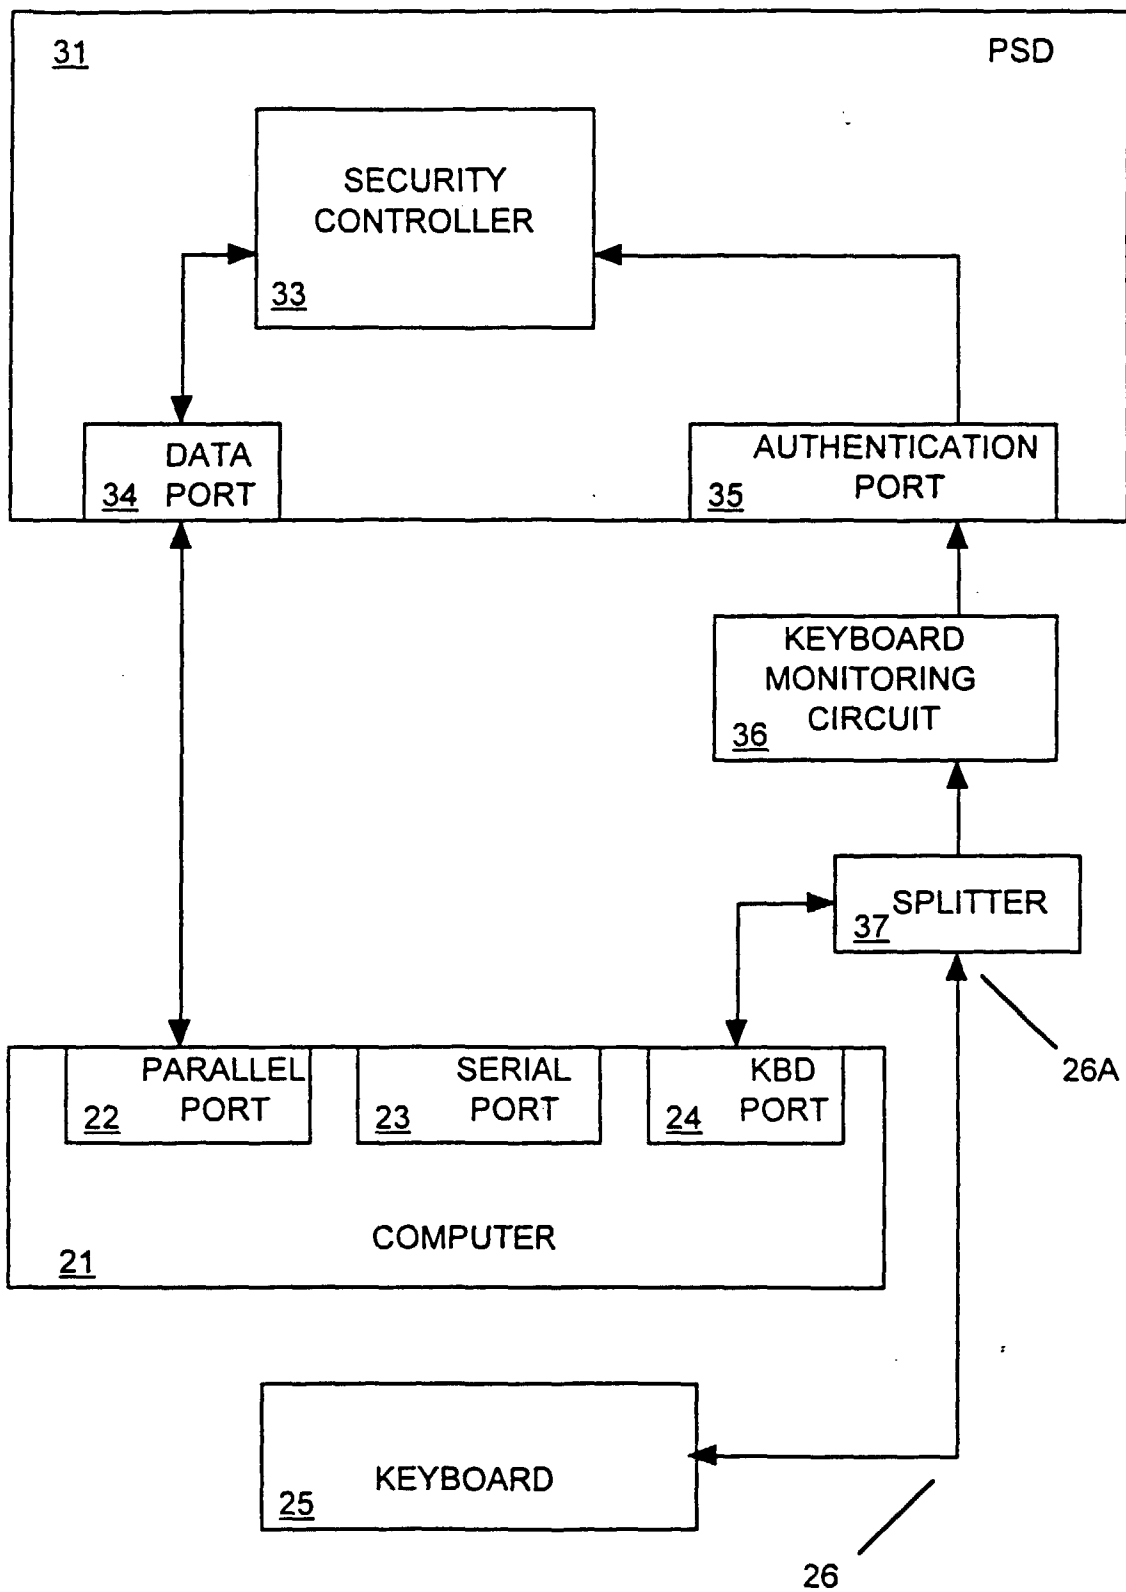 31
PSD
SECURITY
CONTROLLER
33
DATA
PORT
34
AUTHENTICATION
PORT
35
KEYBOARD
MONITORING
CIRCUIT
36
SPLITTER
37
26A
PARALLEL
PORT
22
SERIAL
PORT
23
KBD
PORT
24
COMPUTER
21
KEYBOARD
25
26